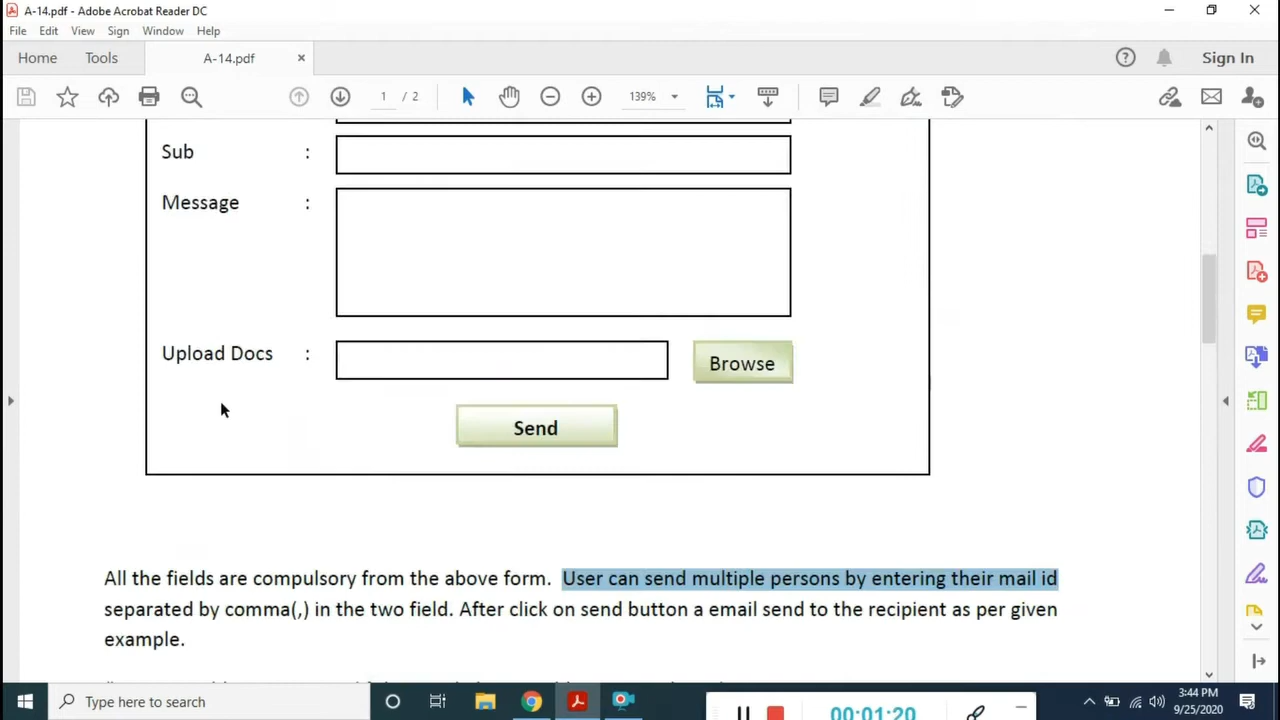 A-14.pdf - Adobe Acrobat Reader DC
File Edit View Sign Window Help
Home Tools A-14.pdf × Sign In
1 / 2 139%
Sub :
Message :
Upload Docs : Browse
Send
All the fields are compulsory from the above form. User can send multiple persons by entering their mail id
separated by comma(,) in the two field. After click on send button a email send to the recipient as per given
example.
Type here to search
00:01:20
3:44 PM
9/25/2020